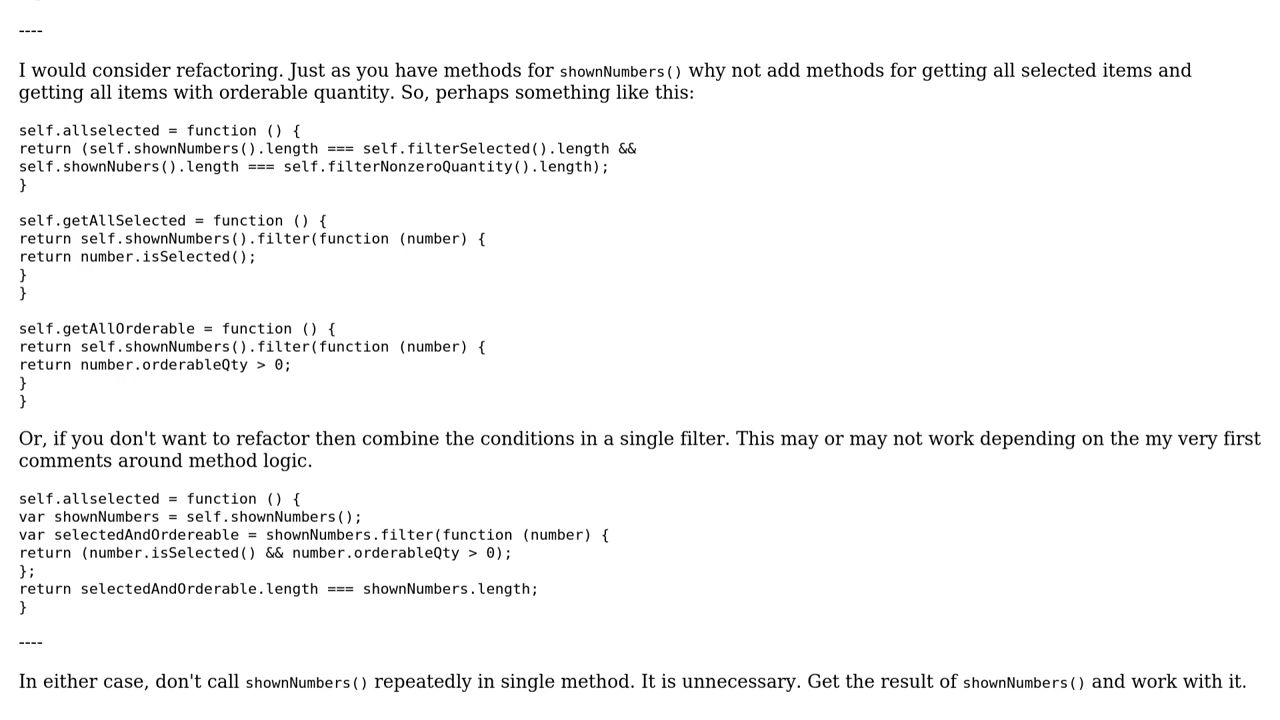 ----
I would consider refactoring. Just as you have methods for shownNumbers() why not add methods for getting all selected items and
getting all items with orderable quantity. So, perhaps something like this:
self.allselected = function () {
return (self.shownNumbers().length === self.filterSelected().length &&
self.shownNubers().length === self.filterNonzeroQuantity().length);
}
self.getAllSelected = function () {
return self.shownNumbers().filter(function (number) {
return number.isSelected();
}
}
self.getAllOrderable = function () {
return self.shownNumbers().filter(function (number) {
return number.orderableQty > 0;
}
}
Or, if you don't want to refactor then combine the conditions in a single filter. This may or may not work depending on the my very first
comments around method logic.
self.allselected = function () {
var shownNumbers = self.shownNumbers();
var selectedAndOrdereable = shownNumbers.filter(function (number) {
return (number.isSelected() && number.orderableQty > 0);
};
return selectedAndOrderable.length === shownNumbers.length;
}
----
In either case, don't call shownNumbers() repeatedly in single method. It is unnecessary. Get the result of shownNumbers() and work with it.